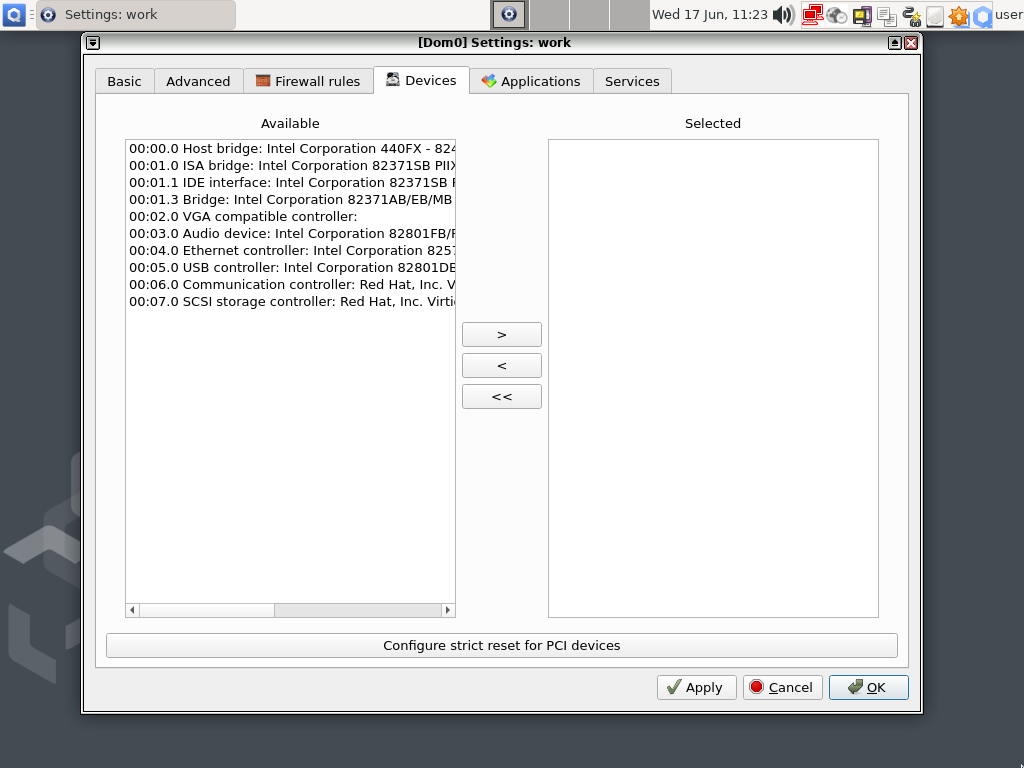 Settings: work
Wed 17 Jun, 11:23
user
[Dom0] Settings: work
Basic
Advanced
Firewall rules
Devices
Applications
Services
Available
Selected
00:00.0 Host bridge: Intel Corporation 440FX - 824
00:01.0 ISA bridge: Intel Corporation 82371SB PIIX
00:01.1 IDE interface: Intel Corporation 82371SB
00:01.3 Bridge: Intel Corporation 82371AB/EB/MB
00:02.0 VGA compatible controller:
00:03.0 Audio device: Intel Corporation 82801FB/F
00:04.0 Ethernet controller: Intel Corporation 825
00:05.0 USB controller: Intel Corporation 82801DB
00:06.0 Communication controller: Red Hat, Inc. V
00:07.0 SCSI storage controller: Red Hat, Inc. Virti
>
<
<<
Configure strict reset for PCI devices
Apply
Cancel
OK